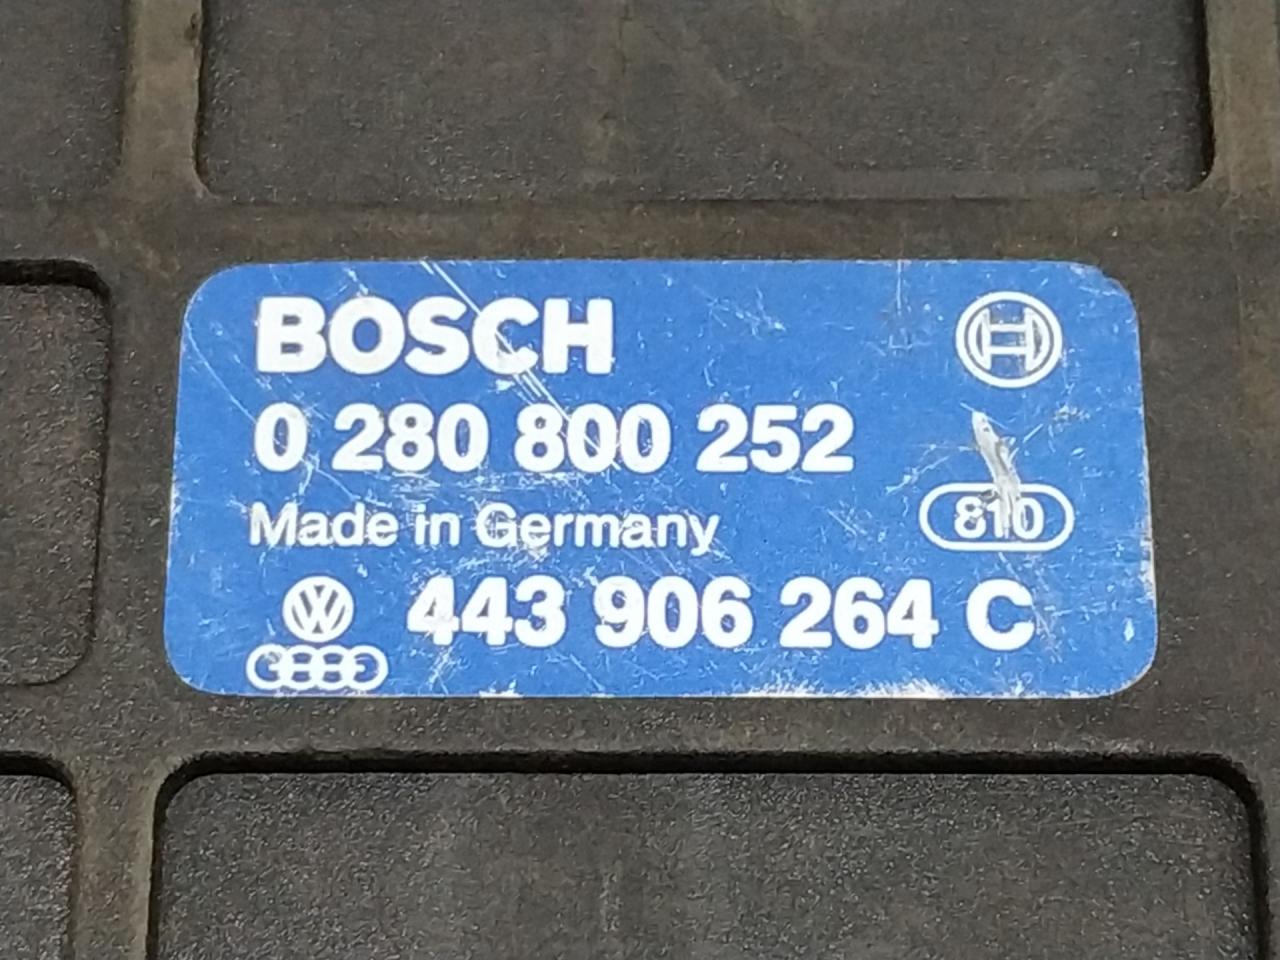 BOSCH
0 280 800 252
Made in Germany
810
443 906 264 C